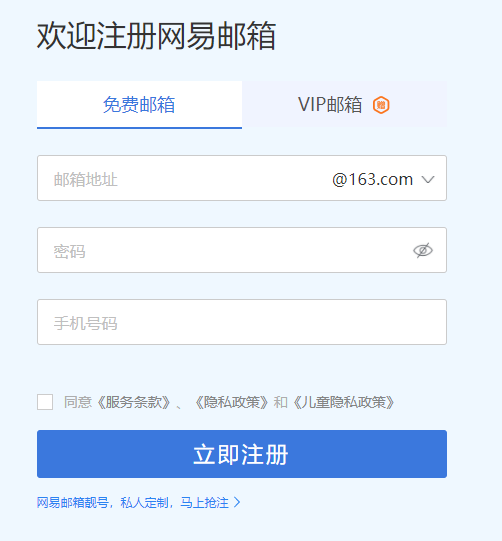 欢迎注册网易邮箱
免费邮箱 VIP邮箱 赠
邮箱地址 @163.com
密码
手机号码
同意《服务条款》、《隐私政策》和《儿童隐私政策》
立即注册
网易邮箱靓号，私人定制，马上抢注 >